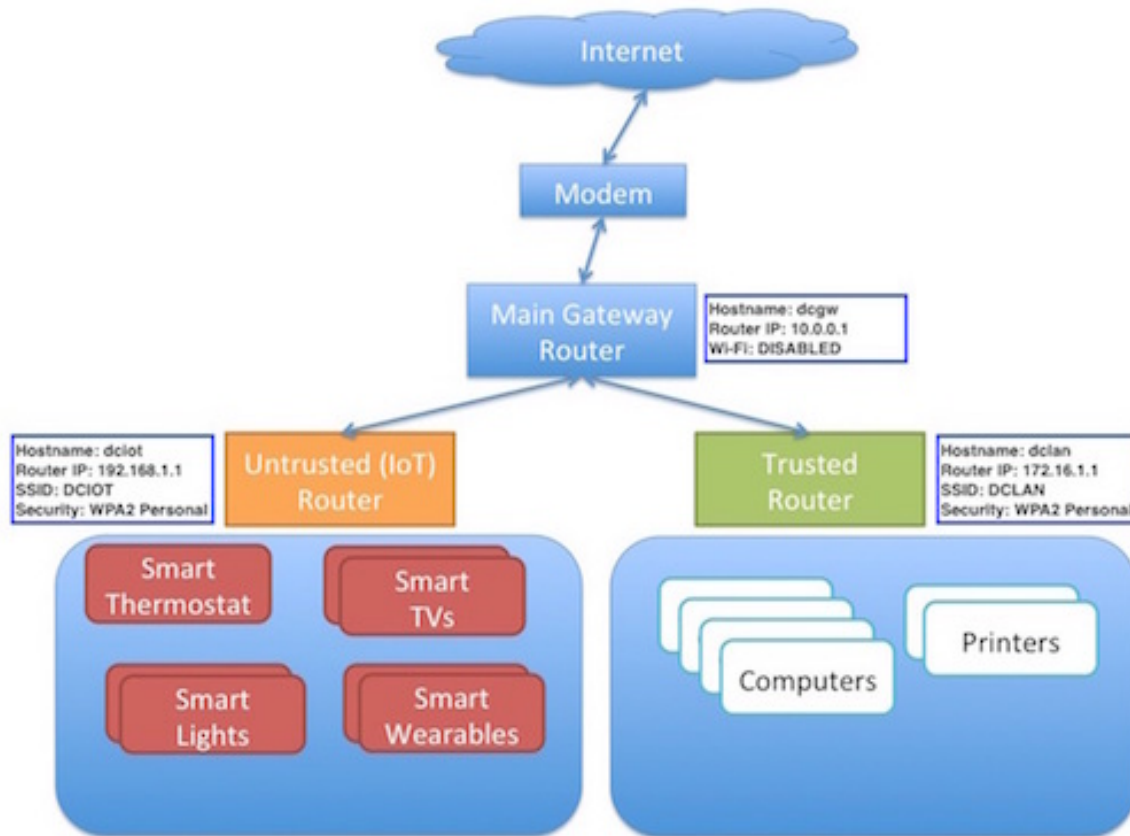 Internet
Modem
Main Gateway
Router
Hostname: dcgw
Router IP: 10.0.0.1
Wi-Fi: DISABLED
Hostname: dciot
Router IP: 192.168.1.1
SSID: DCIOT
Security: WPA2 Personal
Untrusted (IoT)
Router
Trusted
Router
Hostname: dclan
Router IP: 172.16.1.1
SSID: DCLAN
Security: WPA2 Personal
Smart
Thermostat
Smart
TVs
Smart
Lights
Smart
Wearables
Computers
Printers